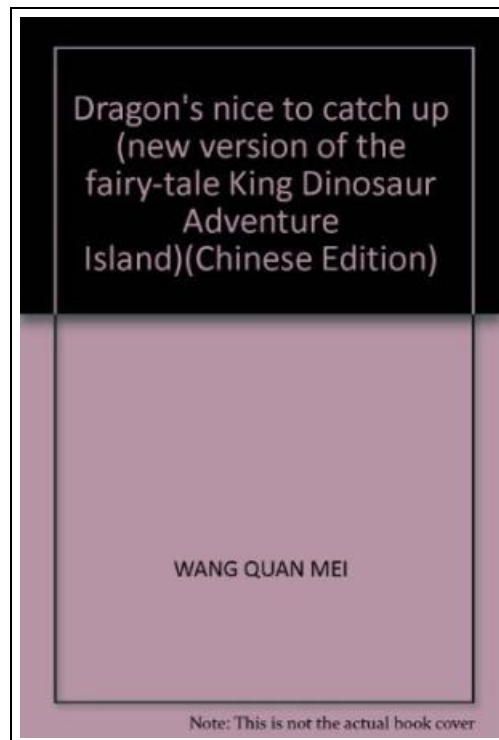 Dragon's nice to catch up
(new version of the
fairy-tale King Dinosaur
Adventure
Island)(Chinese Edition)
WANG QUAN MEI
Note: This is not the actual book cover